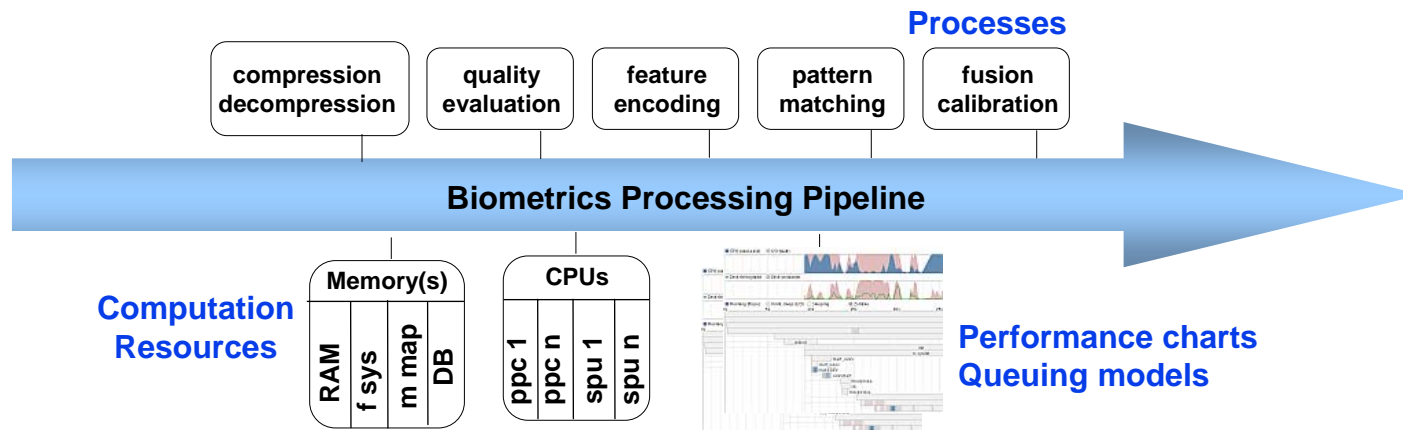 Processes
compression
decompression
quality
evaluation
feature
encoding
pattern
matching
fusion
calibration
Biometrics Processing Pipeline
Computation
Resources
Memory(s)
RAM
f sys
m map
DB
CPUs
ppc 1
ppc n
spu 1
spu n
Performance charts
Queuing models